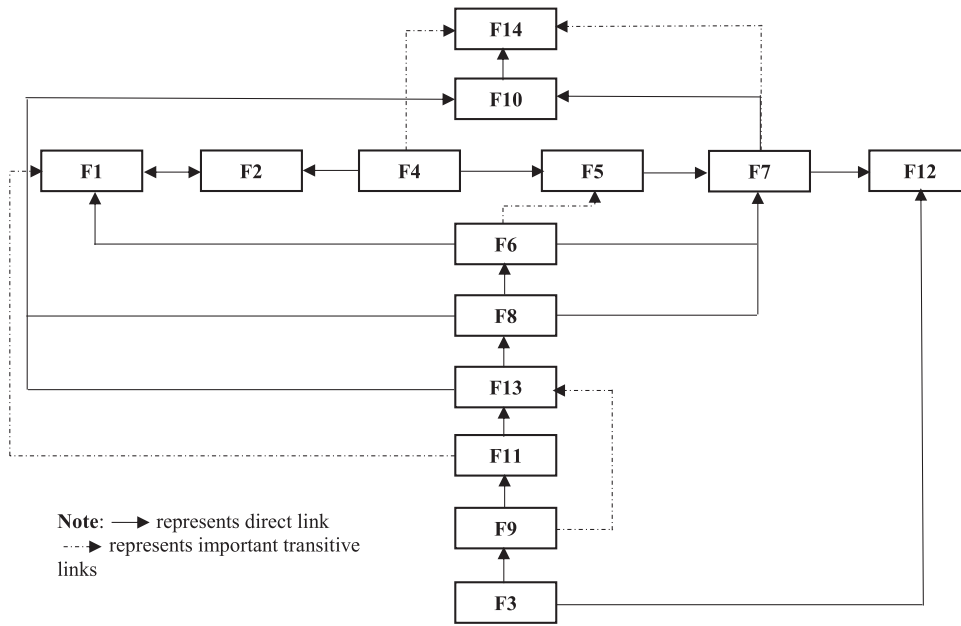 F14
F10
F1
F2
F4
F5
F7
F12
F6
F8
F13
F11
F9
F3
Note: represents direct link
represents important transitive
links